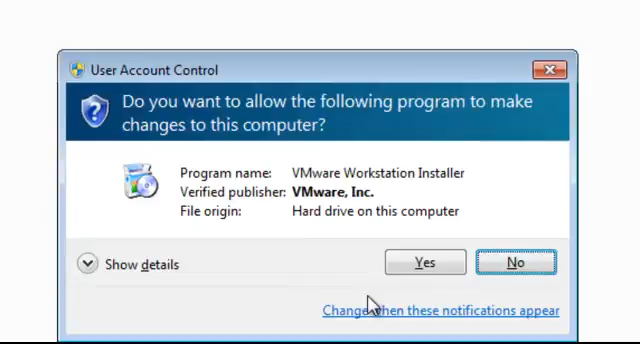 User Account Control
Do you want to allow the following program to make
changes to this computer?
Program name: VMware Workstation Installer
Verified publisher: VMware, Inc.
File origin: Hard drive on this computer
Show details
Yes
No
Change when these notifications appear